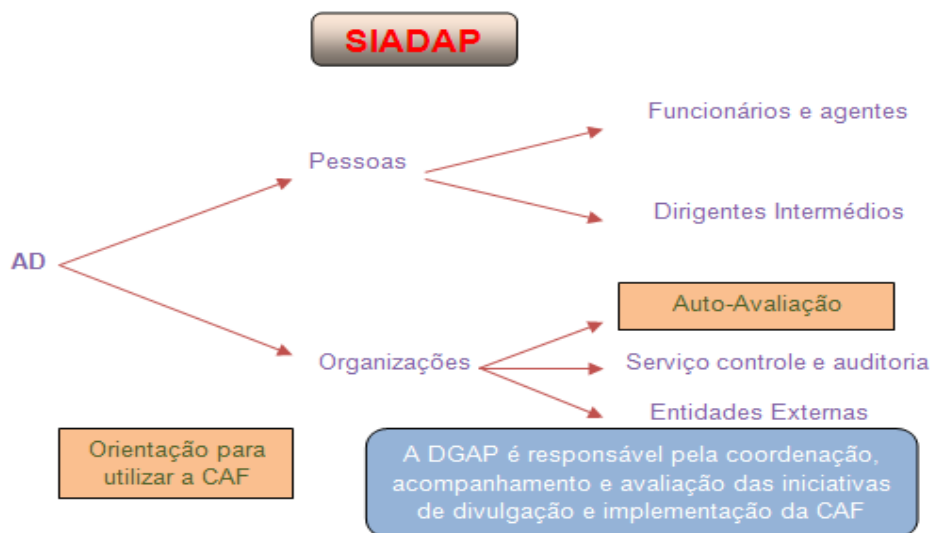 SIADAP
Funcionários e agentes
Pessoas
Dirigentes Intermédios
AD
Auto-Avaliação
Organizações
Serviço controle e auditoria
Entidades Externas
Orientação para
utilizar a CAF
A DGAP é responsável pela coordenação,
acompanhamento e avaliação das iniciativas
de divulgação e implementação da CAF